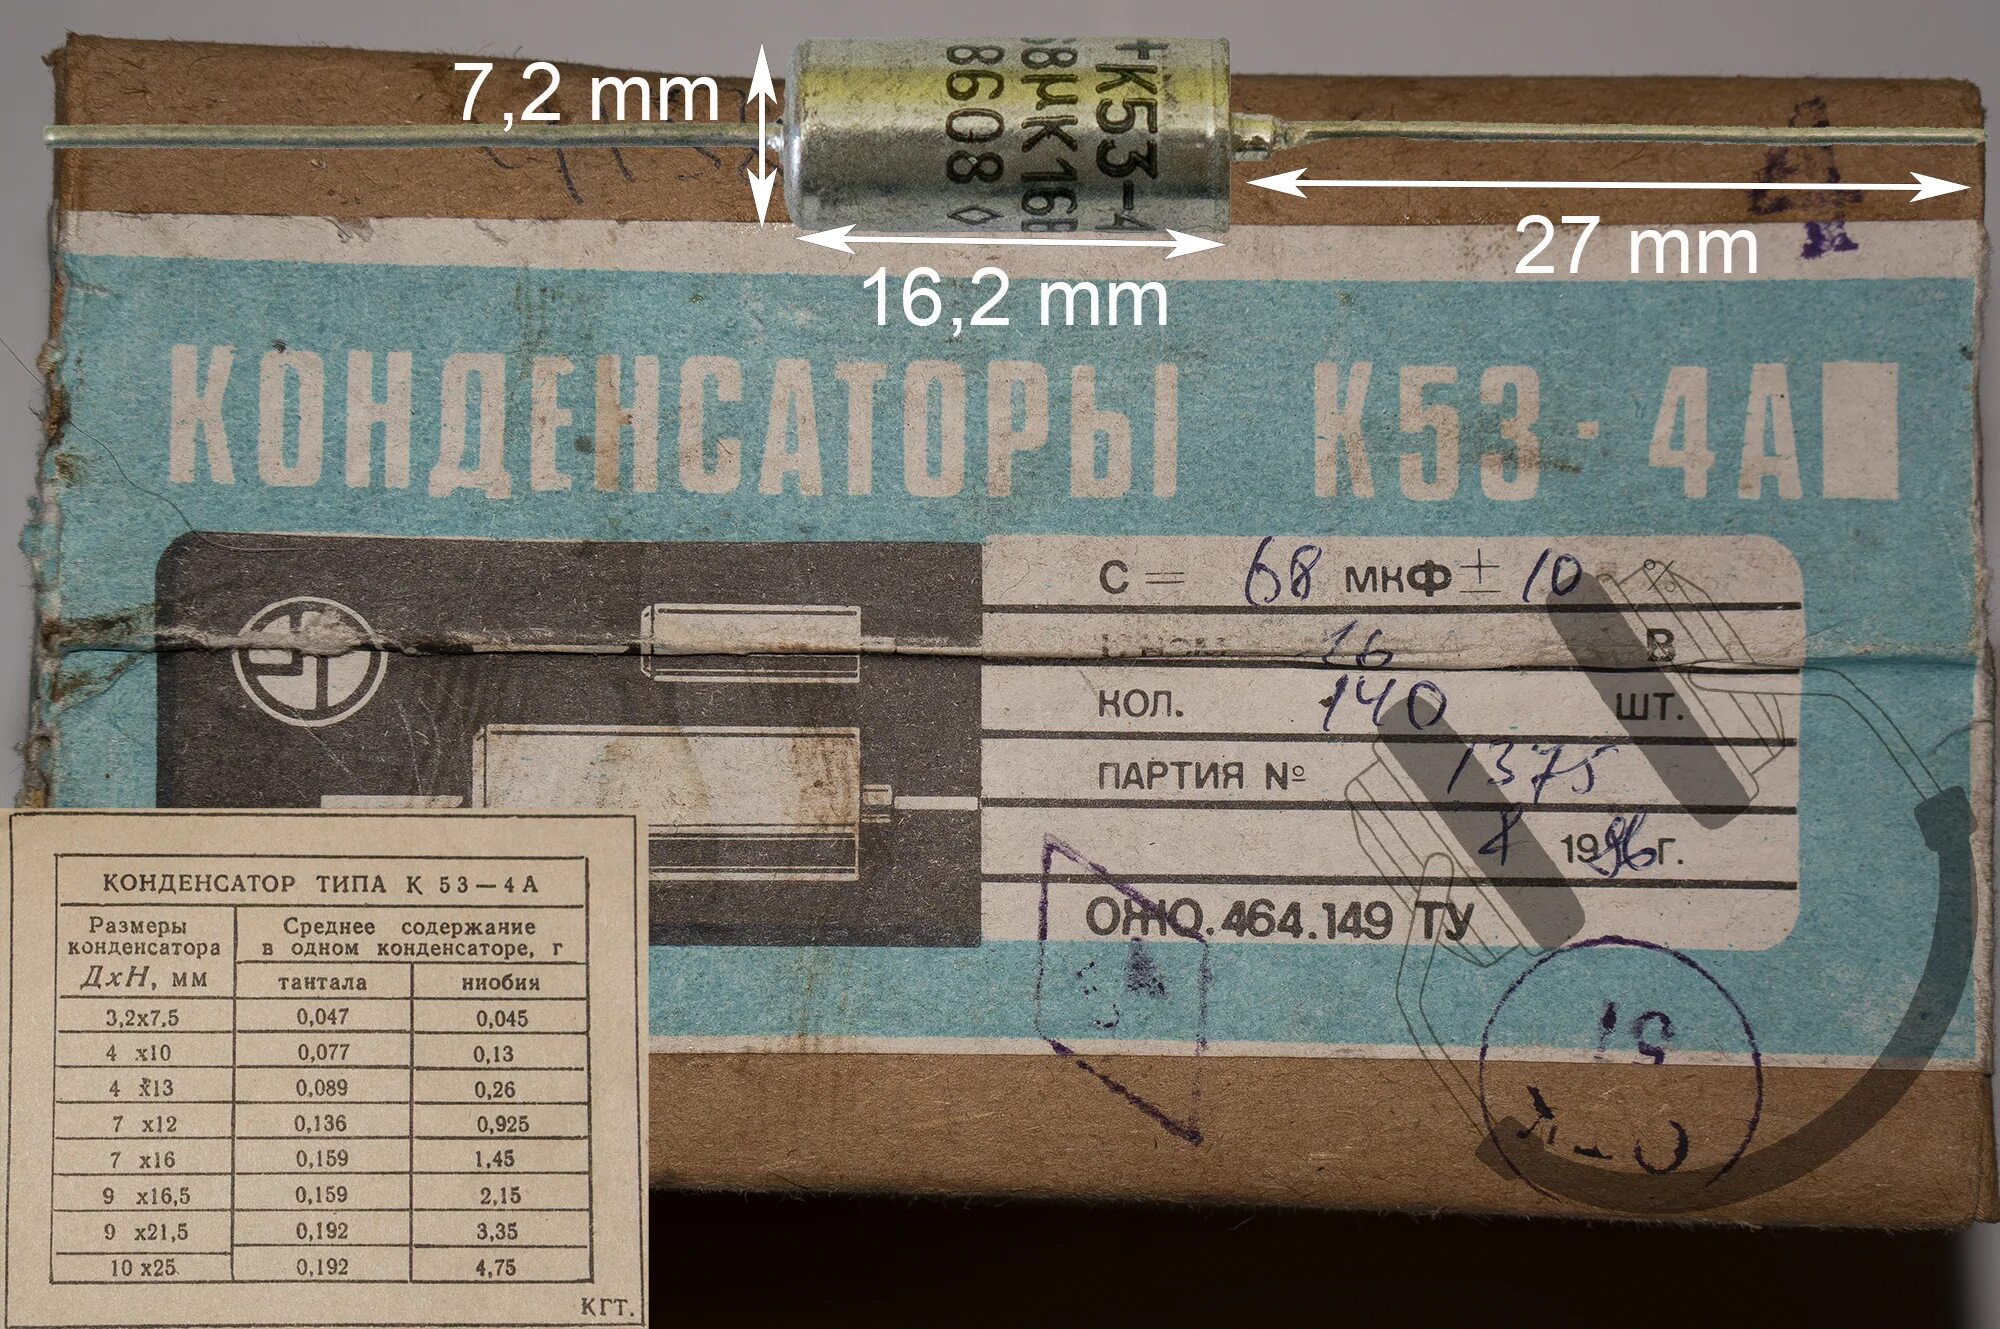 7,2 mm
+К53-4
68µК16В
8608
27 mm
16,2 mm
КОНДЕНСАТОРЫ К53-4А
С = 68 мкФ ± 10 %
16 В
КОЛ. 140 ШТ.
ПАРТИЯ № 1375
1996г.
ОЖО.464.149 ТУ
51
ОТК
КОНДЕНСАТОР ТИПА К 53—4А
Размеры конденсатора ДхН, мм
Среднее содержание в одном конденсаторе, г
тантала ниобия
3,2х7,5 0,047 0,045
4 х10 0,077 0,13
4 х13 0,089 0,26
7 х12 0,136 0,925
7 х16 0,159 1,45
9 х16,5 0,159 2,15
9 х21,5 0,192 3,35
10 х25 0,192 4,75
КГТ.